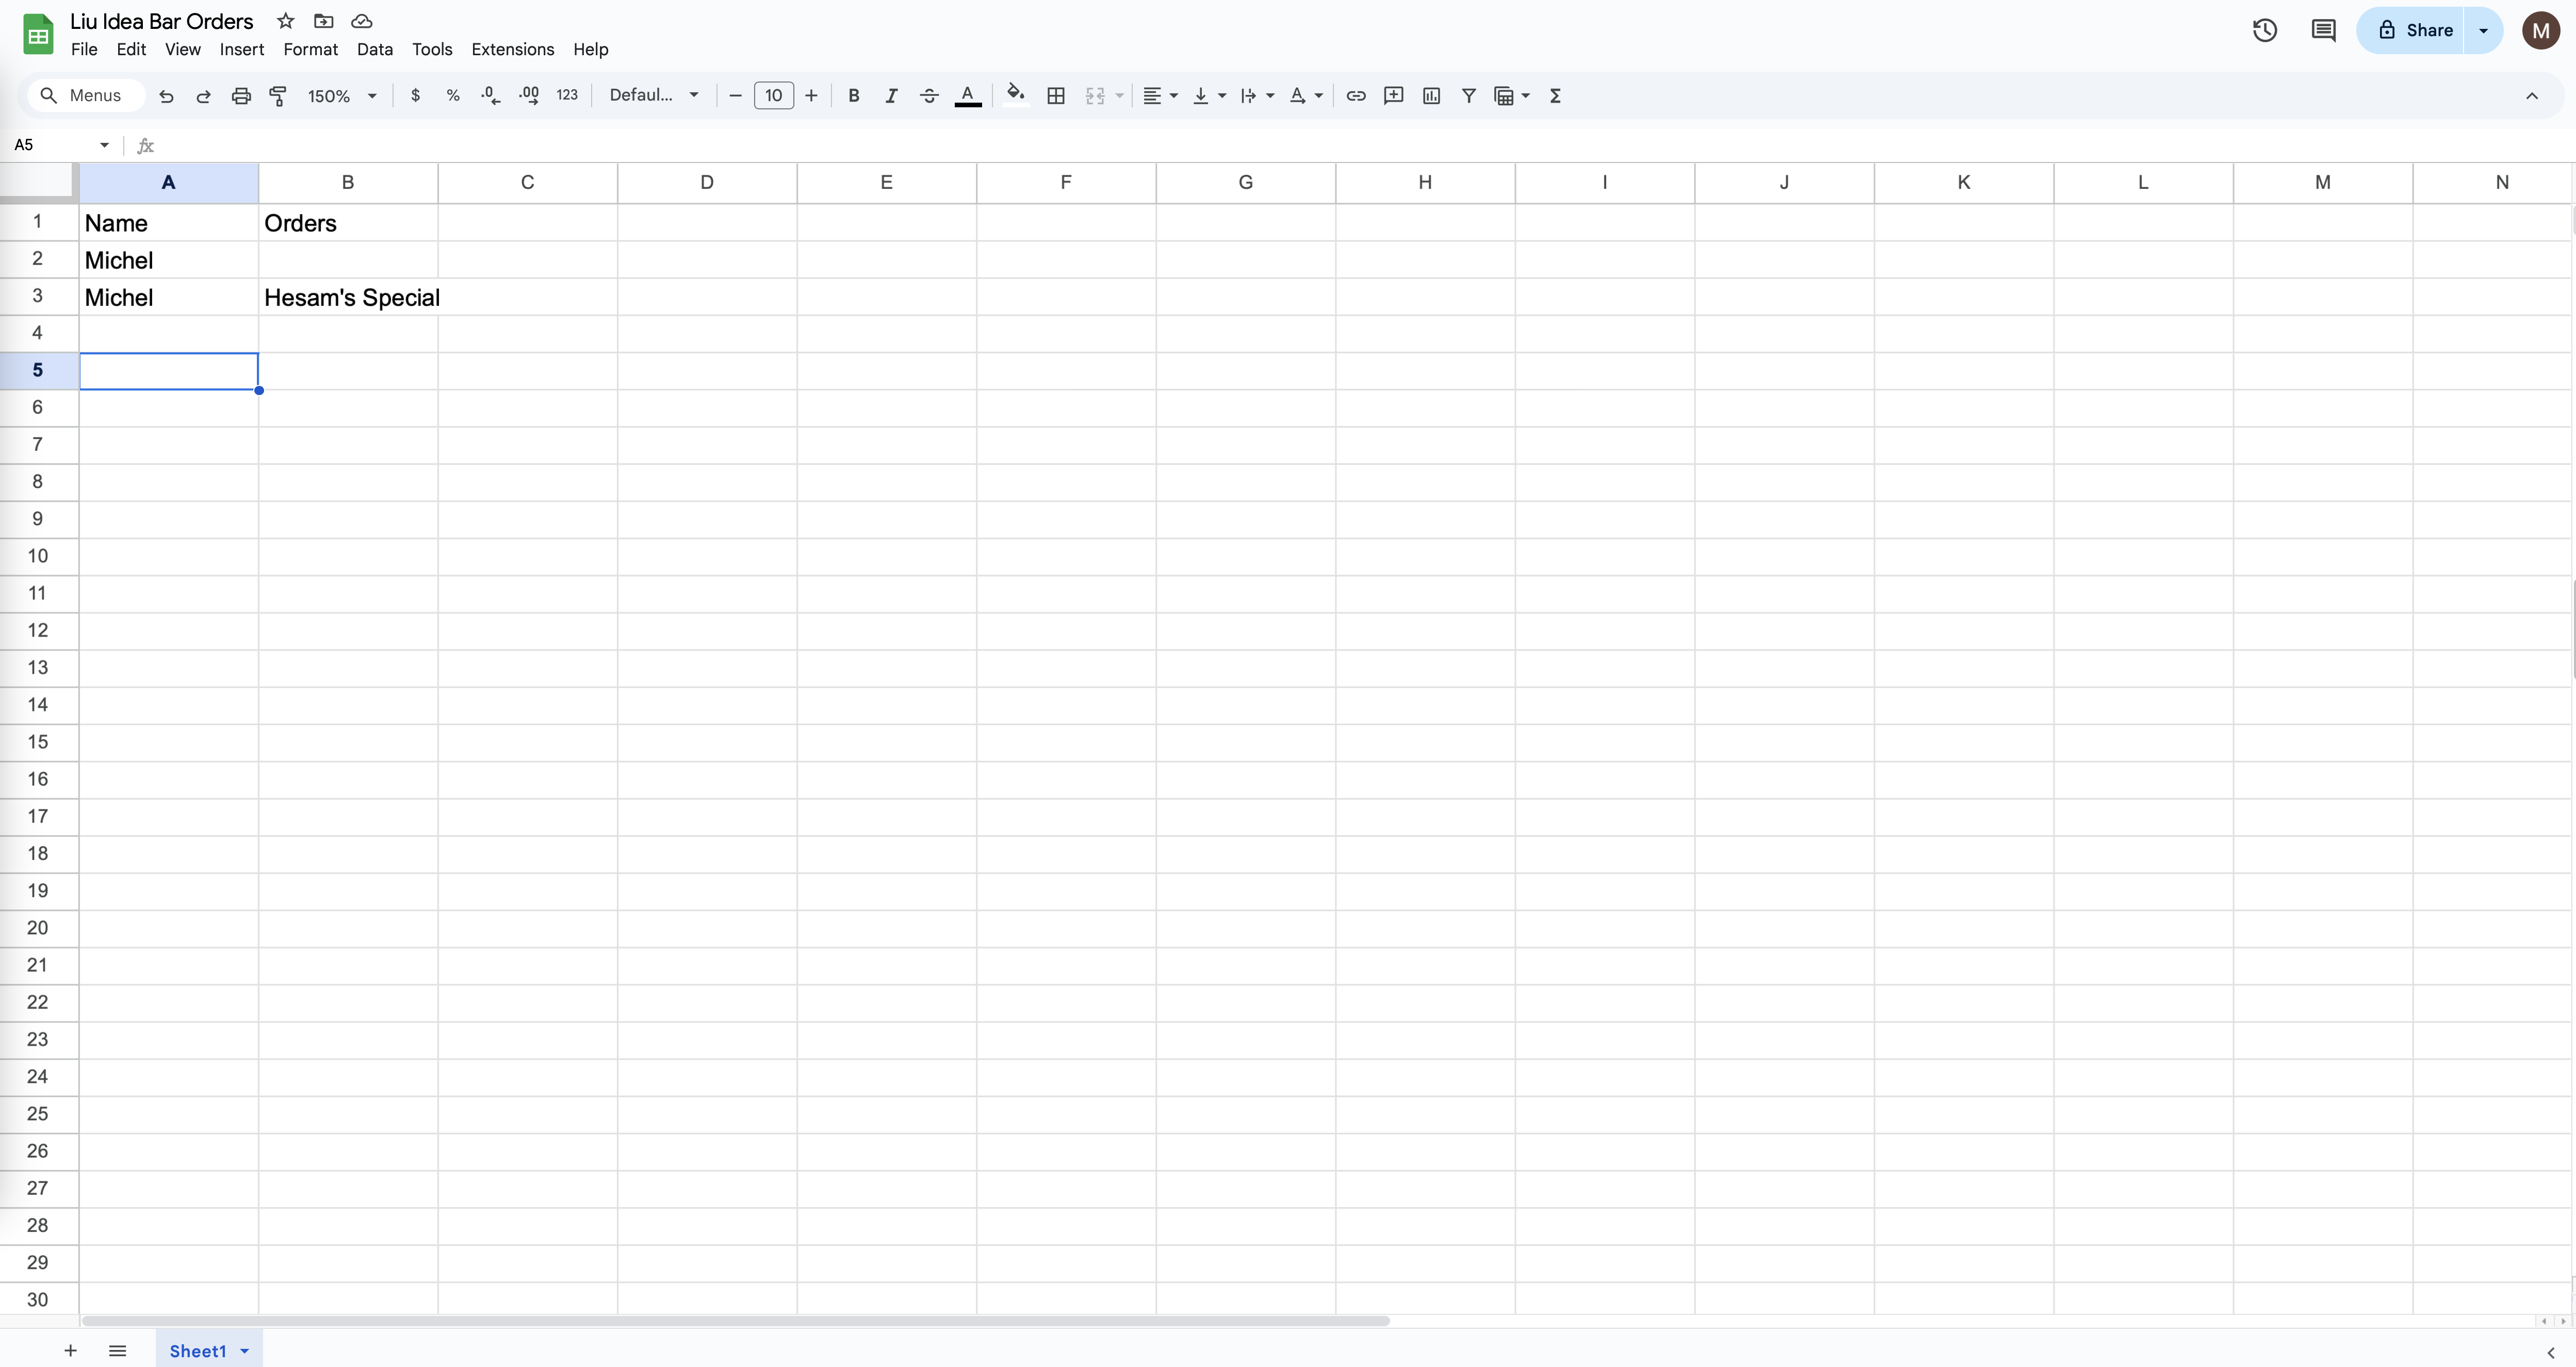 Liu Idea Bar Orders
File Edit View Insert Format Data Tools Extensions Help
Share
M
Menus 150% $ % .0 .00 123 Defaul... 10 B I A A Σ
A5 fx
A B C D E F G H I J K L M N
1 Name Orders
2 Michel
3 Michel Hesam's Special
4
5
6
7
8
9
10
11
12
13
14
15
16
17
18
19
20
21
22
23
24
25
26
27
28
29
30
Sheet1